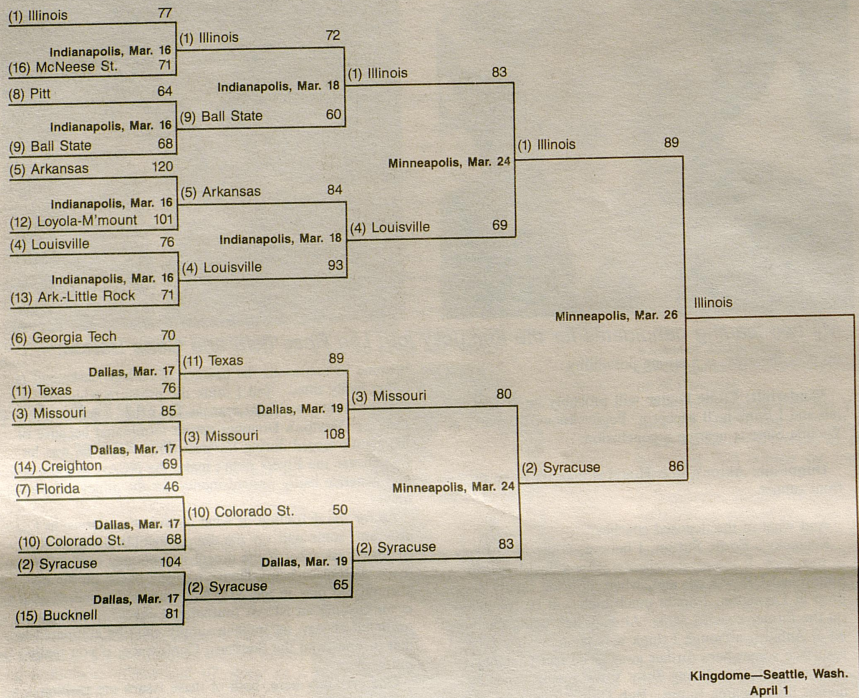 (1) Illinois 77
Indianapolis, Mar. 16
(16) McNeese St. 71
(8) Pitt 64
Indianapolis, Mar. 16
(9) Ball State 68
(5) Arkansas 120
Indianapolis, Mar. 16
(12) Loyola-M'mount 101
(4) Louisville 76
Indianapolis, Mar. 16
(13) Ark.-Little Rock 71
(6) Georgia Tech 70
Dallas, Mar. 17
(11) Texas 76
(3) Missouri 85
Dallas, Mar. 17
(14) Creighton 69
(7) Florida 46
Dallas, Mar. 17
(10) Colorado St. 68
(2) Syracuse 104
Dallas, Mar. 17
(15) Bucknell 81
(1) Illinois 72
Indianapolis, Mar. 18
(9) Ball State 60
(5) Arkansas 84
Indianapolis, Mar. 18
(4) Louisville 93
(11) Texas 89
Dallas, Mar. 19
(3) Missouri 108
(10) Colorado St. 50
Dallas, Mar. 19
(2) Syracuse 65
(1) Illinois 83
Minneapolis, Mar. 24
(4) Louisville 69
(3) Missouri 80
Minneapolis, Mar. 24
(2) Syracuse 83
(1) Illinois 89
Minneapolis, Mar. 26
(2) Syracuse 86
Illinois
Kingdome—Seattle, Wash.
April 1